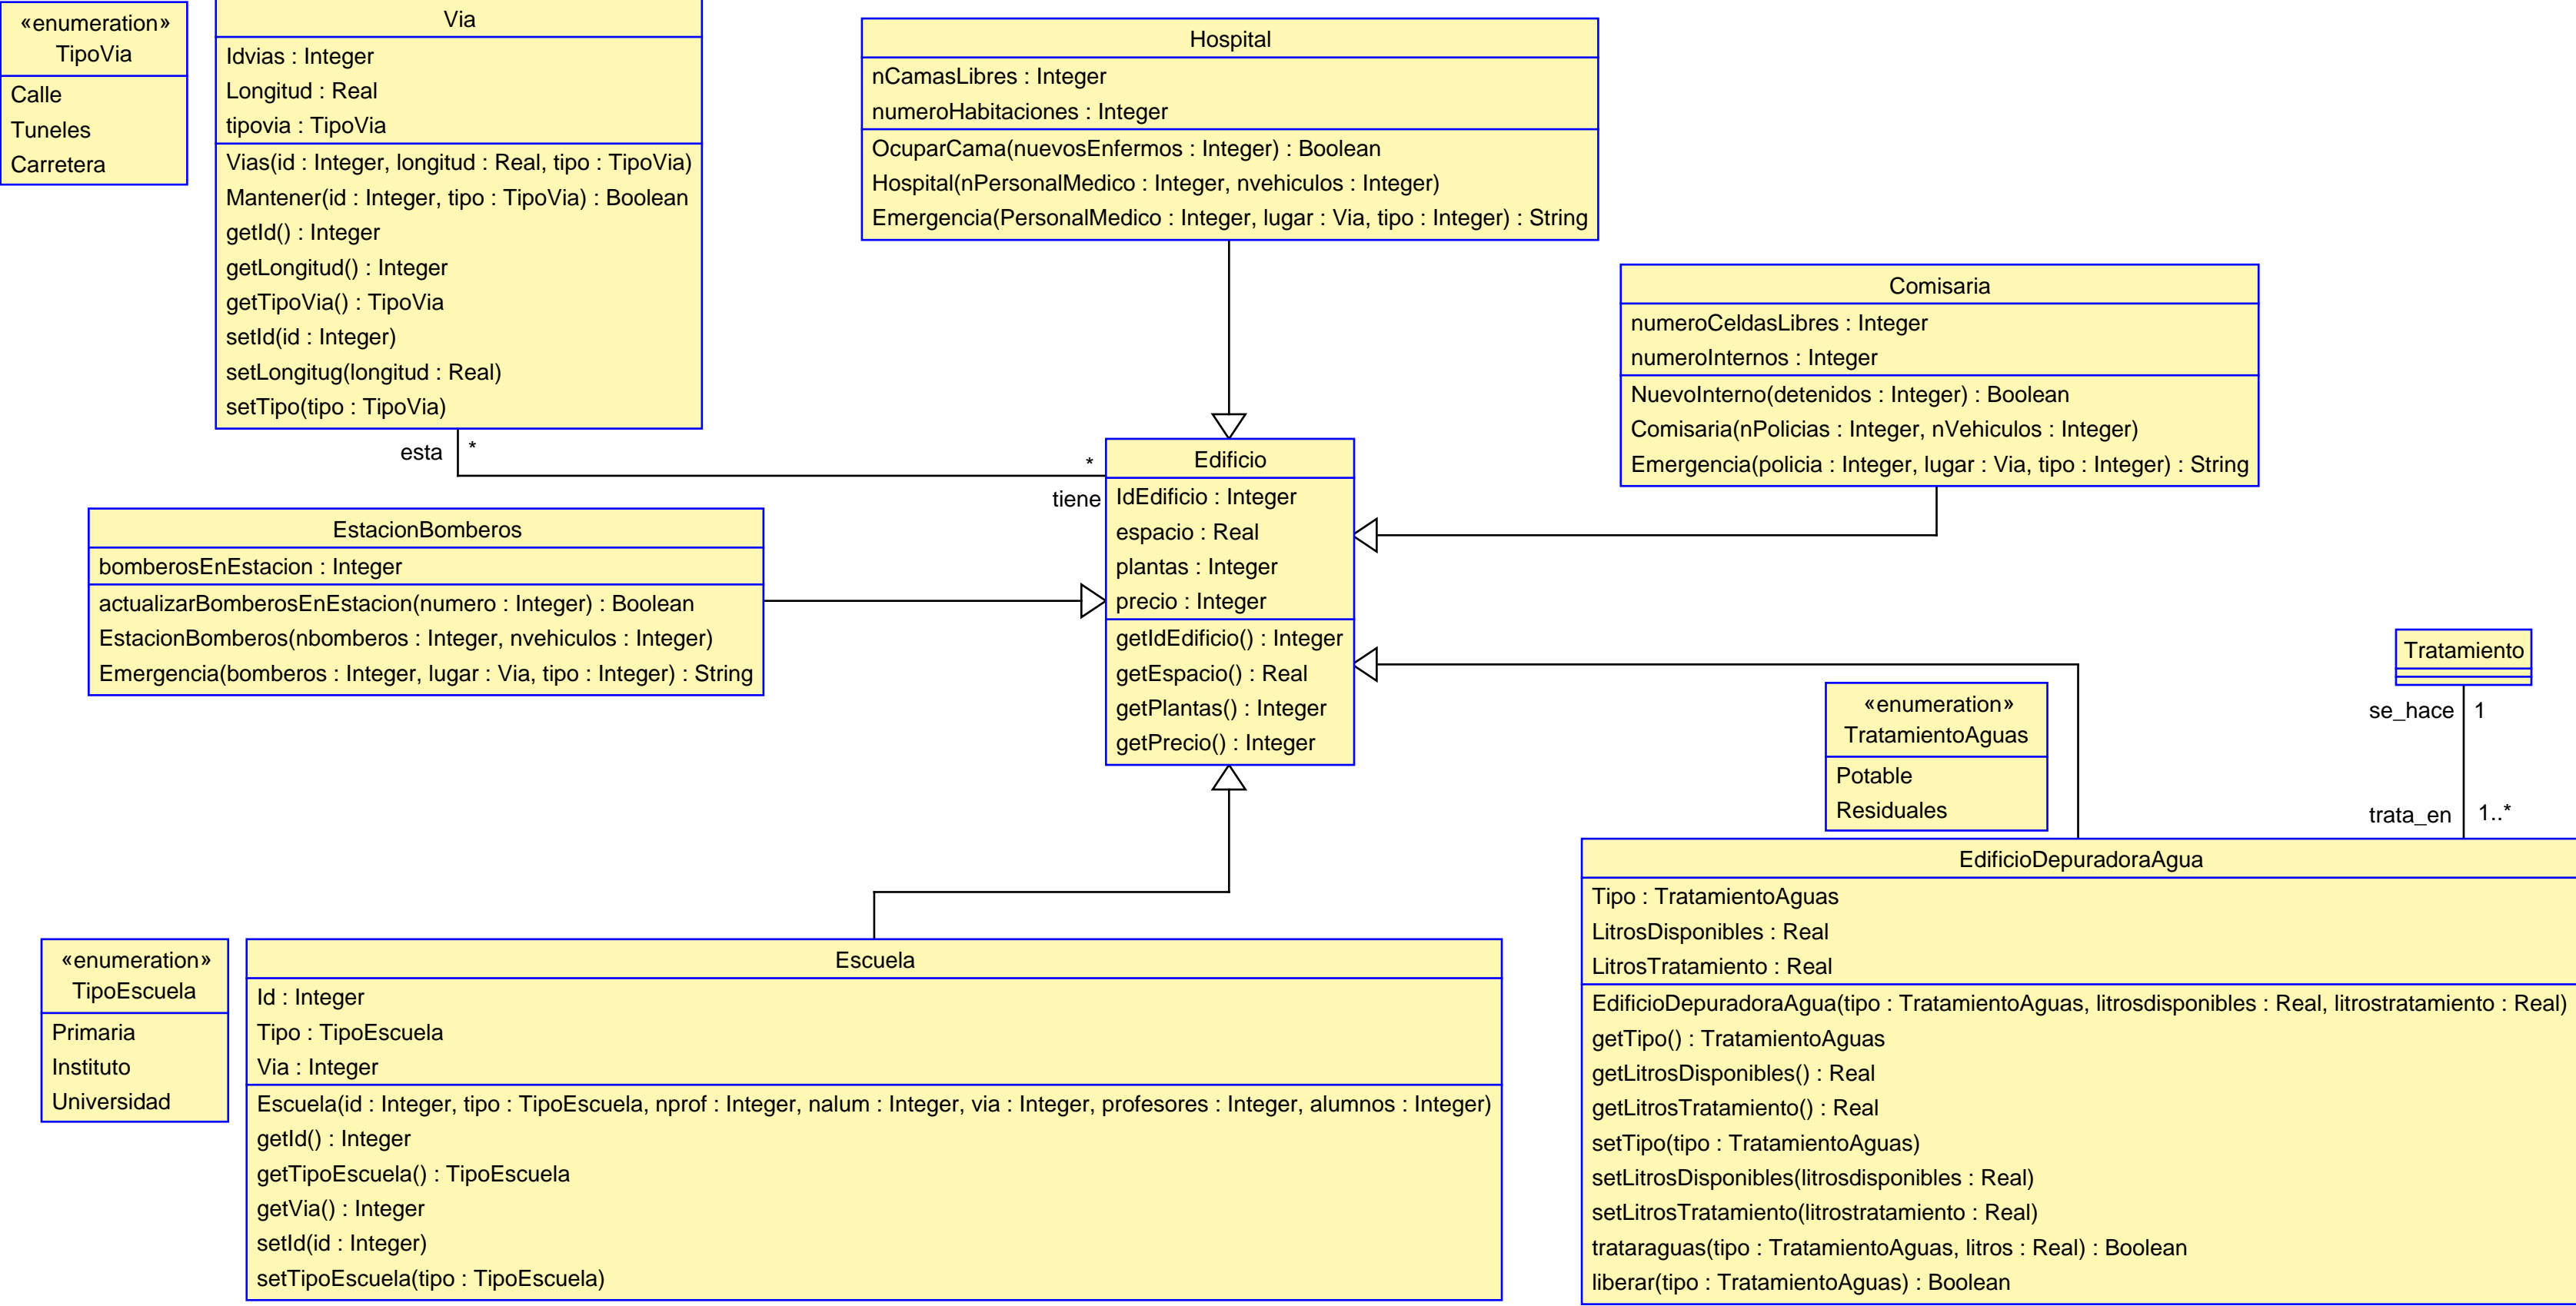 «enumeration»
TipoVia
Calle
Tuneles
Carretera
Via
Idvias : Integer
Longitud : Real
tipovia : TipoVia
Vias(id : Integer, longitud : Real, tipo : TipoVia)
Mantener(id : Integer, tipo : TipoVia) : Boolean
getId() : Integer
getLongitud() : Integer
getTipoVia() : TipoVia
setId(id : Integer)
setLongitug(longitud : Real)
setTipo(tipo : TipoVia)
Hospital
nCamasLibres : Integer
numeroHabitaciones : Integer
OcuparCama(nuevosEnfermos : Integer) : Boolean
Hospital(nPersonalMedico : Integer, nvehiculos : Integer)
Emergencia(PersonalMedico : Integer, lugar : Via, tipo : Integer) : String
Comisaria
numeroCeldasLibres : Integer
numeroInternos : Integer
NuevoInterno(detenidos : Integer) : Boolean
Comisaria(nPolicias : Integer, nVehiculos : Integer)
Emergencia(policia : Integer, lugar : Via, tipo : Integer) : String
esta
*
*
tiene
Edificio
IdEdificio : Integer
espacio : Real
plantas : Integer
precio : Integer
getIdEdificio() : Integer
getEspacio() : Real
getPlantas() : Integer
getPrecio() : Integer
EstacionBomberos
bomberosEnEstacion : Integer
actualizarBomberosEnEstacion(numero : Integer) : Boolean
EstacionBomberos(nbomberos : Integer, nvehiculos : Integer)
Emergencia(bomberos : Integer, lugar : Via, tipo : Integer) : String
Tratamiento
se_hace
1
trata_en
1..*
«enumeration»
TratamientoAguas
Potable
Residuales
EdificioDepuradoraAgua
Tipo : TratamientoAguas
LitrosDisponibles : Real
LitrosTratamiento : Real
EdificioDepuradoraAgua(tipo : TratamientoAguas, litrosdisponibles : Real, litrostratamiento : Real)
getTipo() : TratamientoAguas
getLitrosDisponibles() : Real
getLitrosTratamiento() : Real
setTipo(tipo : TratamientoAguas)
setLitrosDisponibles(litrosdisponibles : Real)
setLitrosTratamiento(litrostratamiento : Real)
trataraguas(tipo : TratamientoAguas, litros : Real) : Boolean
liberar(tipo : TratamientoAguas) : Boolean
«enumeration»
TipoEscuela
Primaria
Instituto
Universidad
Escuela
Id : Integer
Tipo : TipoEscuela
Via : Integer
Escuela(id : Integer, tipo : TipoEscuela, nprof : Integer, nalum : Integer, via : Integer, profesores : Integer, alumnos : Integer)
getId() : Integer
getTipoEscuela() : TipoEscuela
getVia() : Integer
setId(id : Integer)
setTipoEscuela(tipo : TipoEscuela)